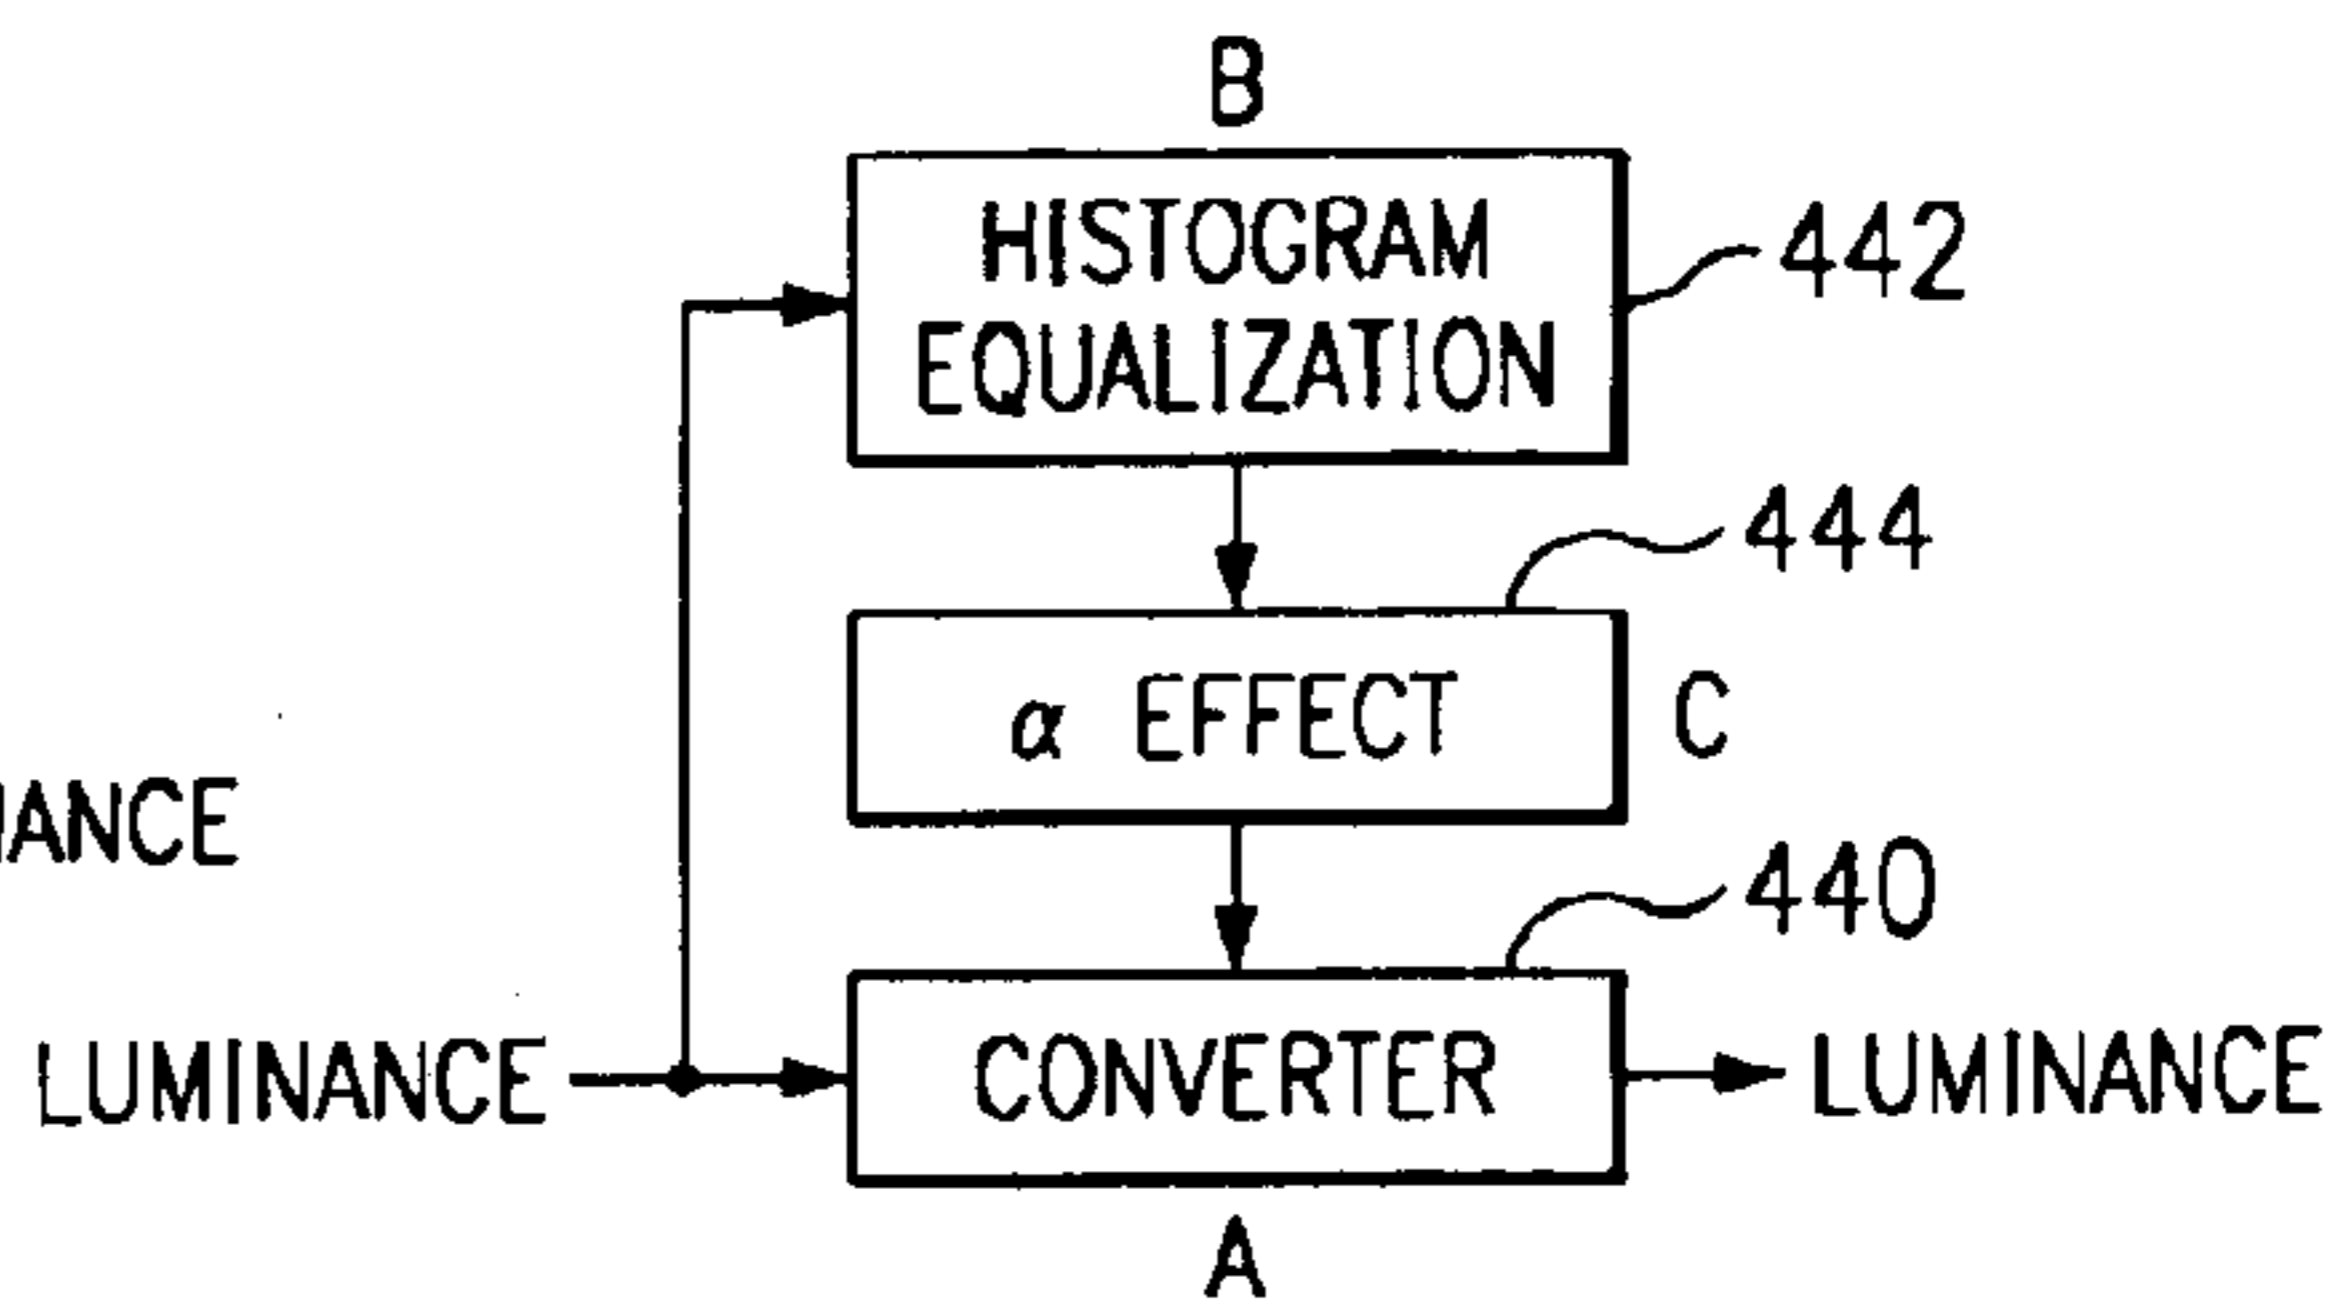 B
HISTOGRAM
EQUALIZATION
442
444
α EFFECT
C
440
LUMINANCE
CONVERTER
LUMINANCE
A